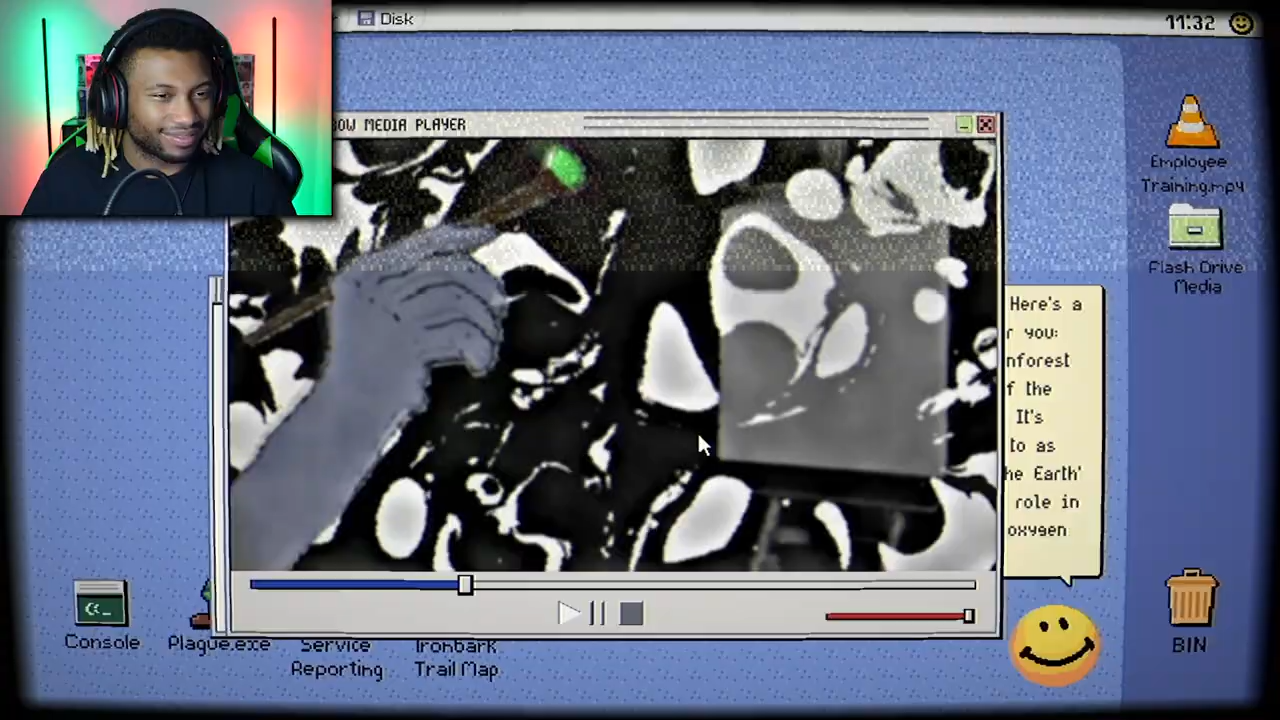 Disk
11:32
OW MEDIA PLAYER
Employee
Training.mp4
Flash Drive
Media
Here's a
r you:
nforest
f the
It's
to as
he Earth'
role in
oxygen
Console
Plague.exe
Service
Reporting
Ironbark
Trail Map
BIN